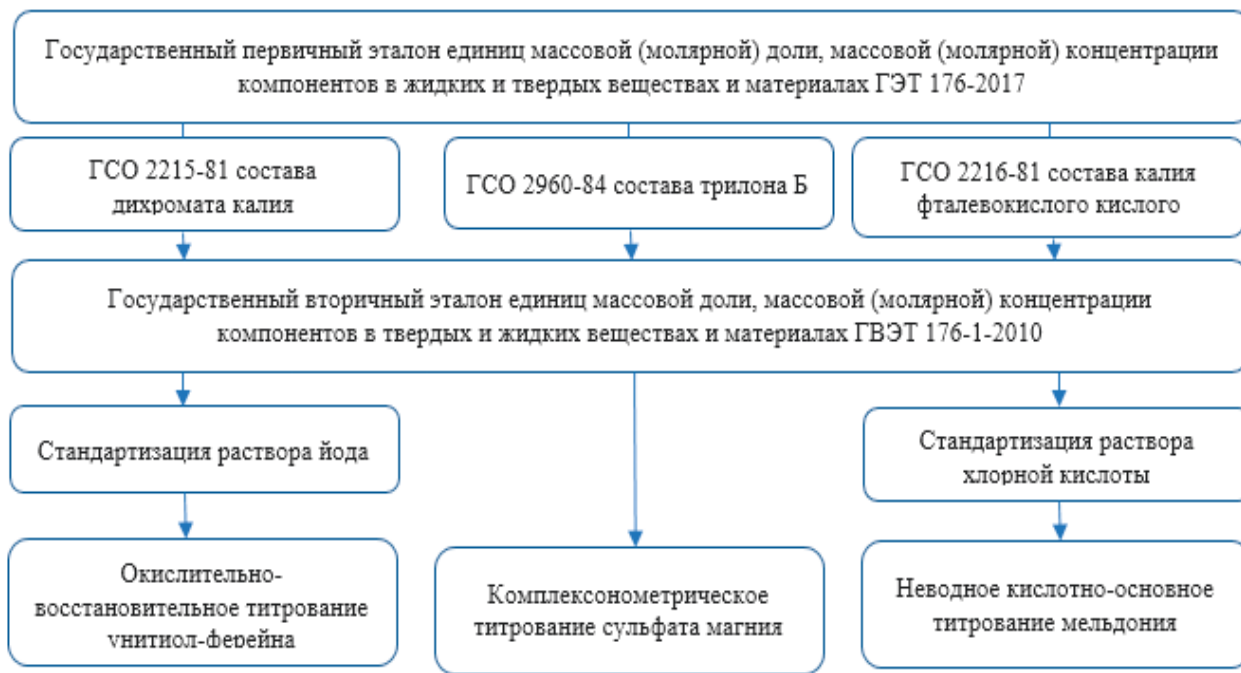 Государственный первичный эталон единиц массовой (молярной) доли, массовой (молярной) концентрации
компонентов в жидких и твердых веществах и материалах ГЭТ 176-2017
ГСО 2215-81 состава
дихромата калия
ГСО 2960-84 состава трилона Б
ГСО 2216-81 состава калия
фталевокислого кислого
Государственный вторичный эталон единиц массовой доли, массовой (молярной) концентрации
компонентов в твердых и жидких веществах и материалах ГВЭТ 176-1-2010
Стандартизация раствора йода
Стандартизация раствора
хлорной кислоты
Окислительно-
восстановительное титрование
унитиол-ферейна
Комплексонометрическое
титрование сульфата магния
Неводное кислотно-основное
титрование мельдония